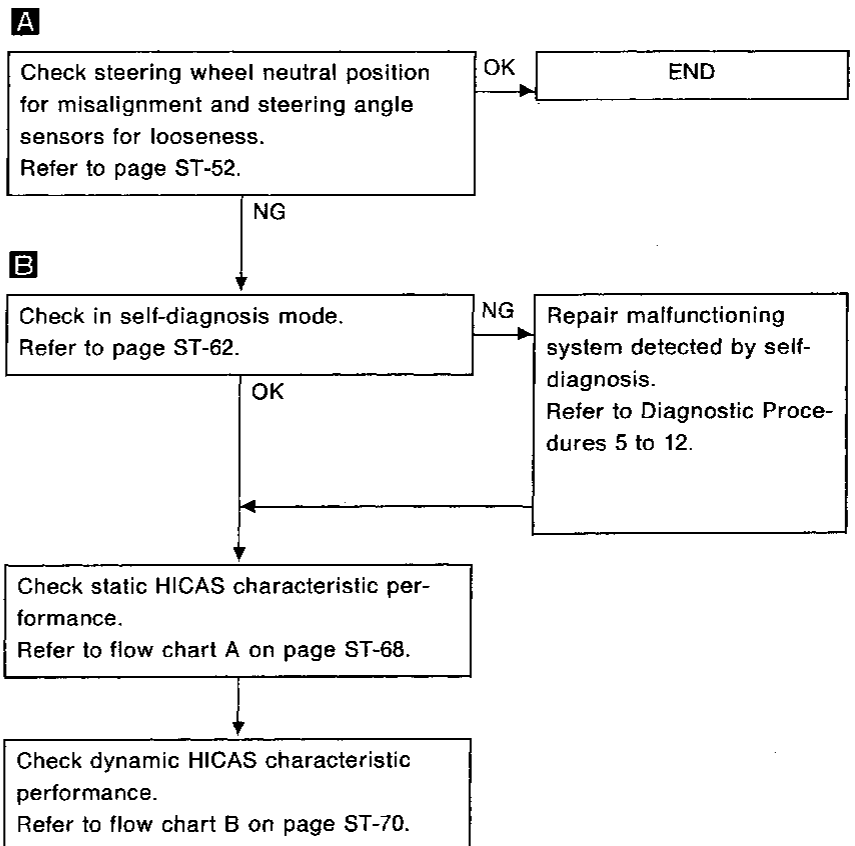 A
Check steering wheel neutral position
for misalignment and steering angle
sensors for looseness.
Refer to page ST-52.
OK
END
NG
B
Check in self-diagnosis mode.
Refer to page ST-62.
NG
Repair malfunctioning
system detected by self-
diagnosis.
Refer to Diagnostic Proce-
dures 5 to 12.
OK
Check static HICAS characteristic per-
formance.
Refer to flow chart A on page ST-68.
Check dynamic HICAS characteristic
performance.
Refer to flow chart B on page ST-70.